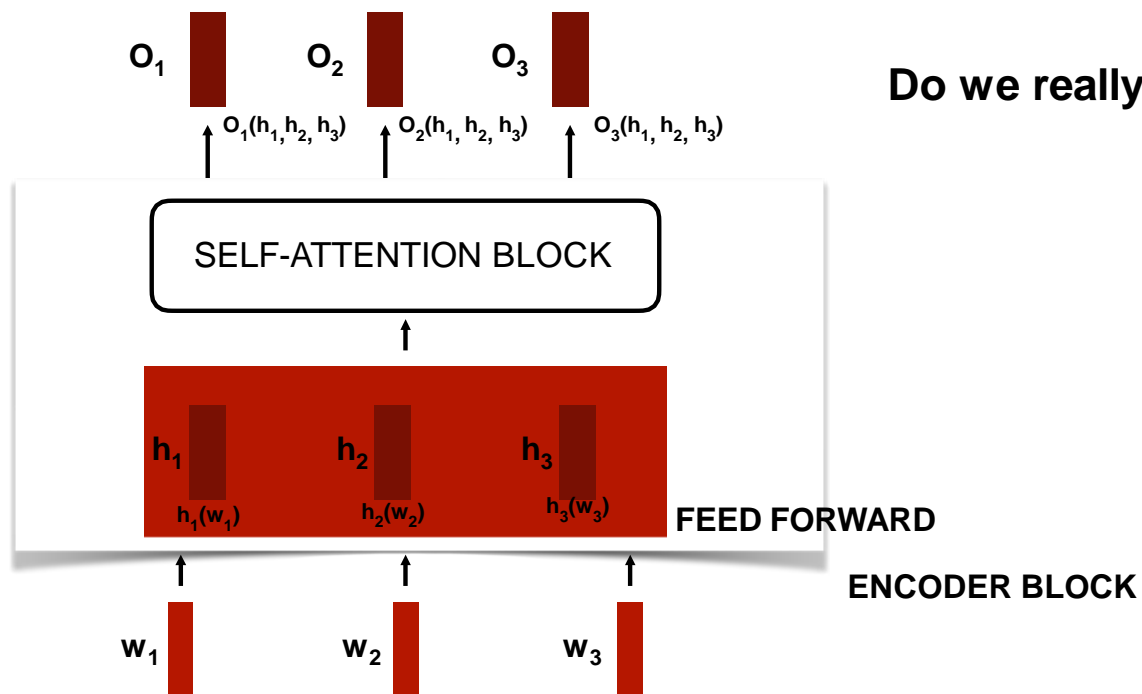 O₁ O₂ O₃
Do we really
O₁(h₁, h₂, h₃) O₂(h₁, h₂, h₃) O₃(h₁, h₂, h₃)
SELF-ATTENTION BLOCK
h₁ h₂ h₃
h₁(w₁) h₂(w₂) h₃(w₃)
FEED FORWARD
ENCODER BLOCK
w₁ w₂ w₃